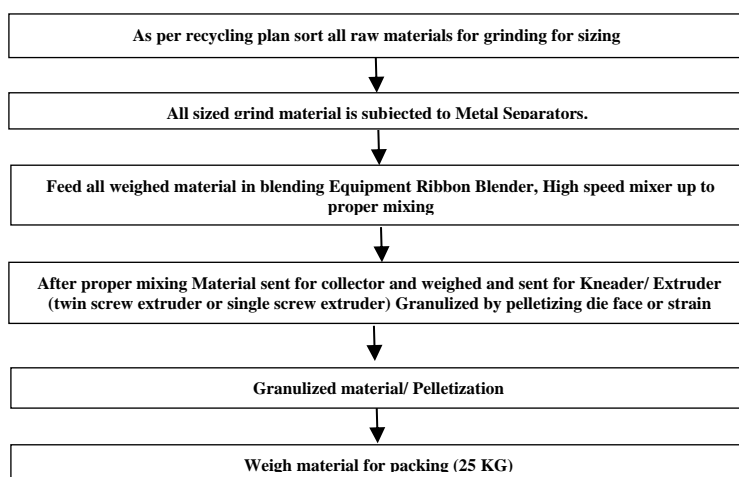 As per recycling plan sort all raw materials for grinding for sizing
All sized grind material is subjected to Metal Separators.
Feed all weighed material in blending Equipment Ribbon Blender, High speed mixer up to
proper mixing
After proper mixing Material sent for collector and weighed and sent for Kneader/ Extruder
(twin screw extruder or single screw extruder) Granulized by pelletizing die face or strain
Granulized material/ Pelletization
Weigh material for packing (25 KG)